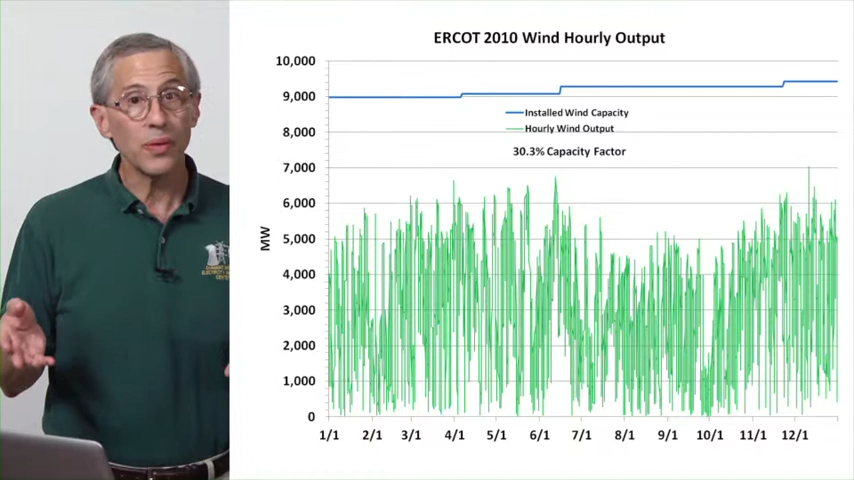 ERCOT 2010 Wind Hourly Output
10,000
9,000
8,000
7,000
6,000
5,000
4,000
3,000
2,000
1,000
0
MW
Installed Wind Capacity
Hourly Wind Output
30.3% Capacity Factor
1/1 2/1 3/1 4/1 5/1 6/1 7/1 8/1 9/1 10/1 11/1 12/1
ELECTRICITY